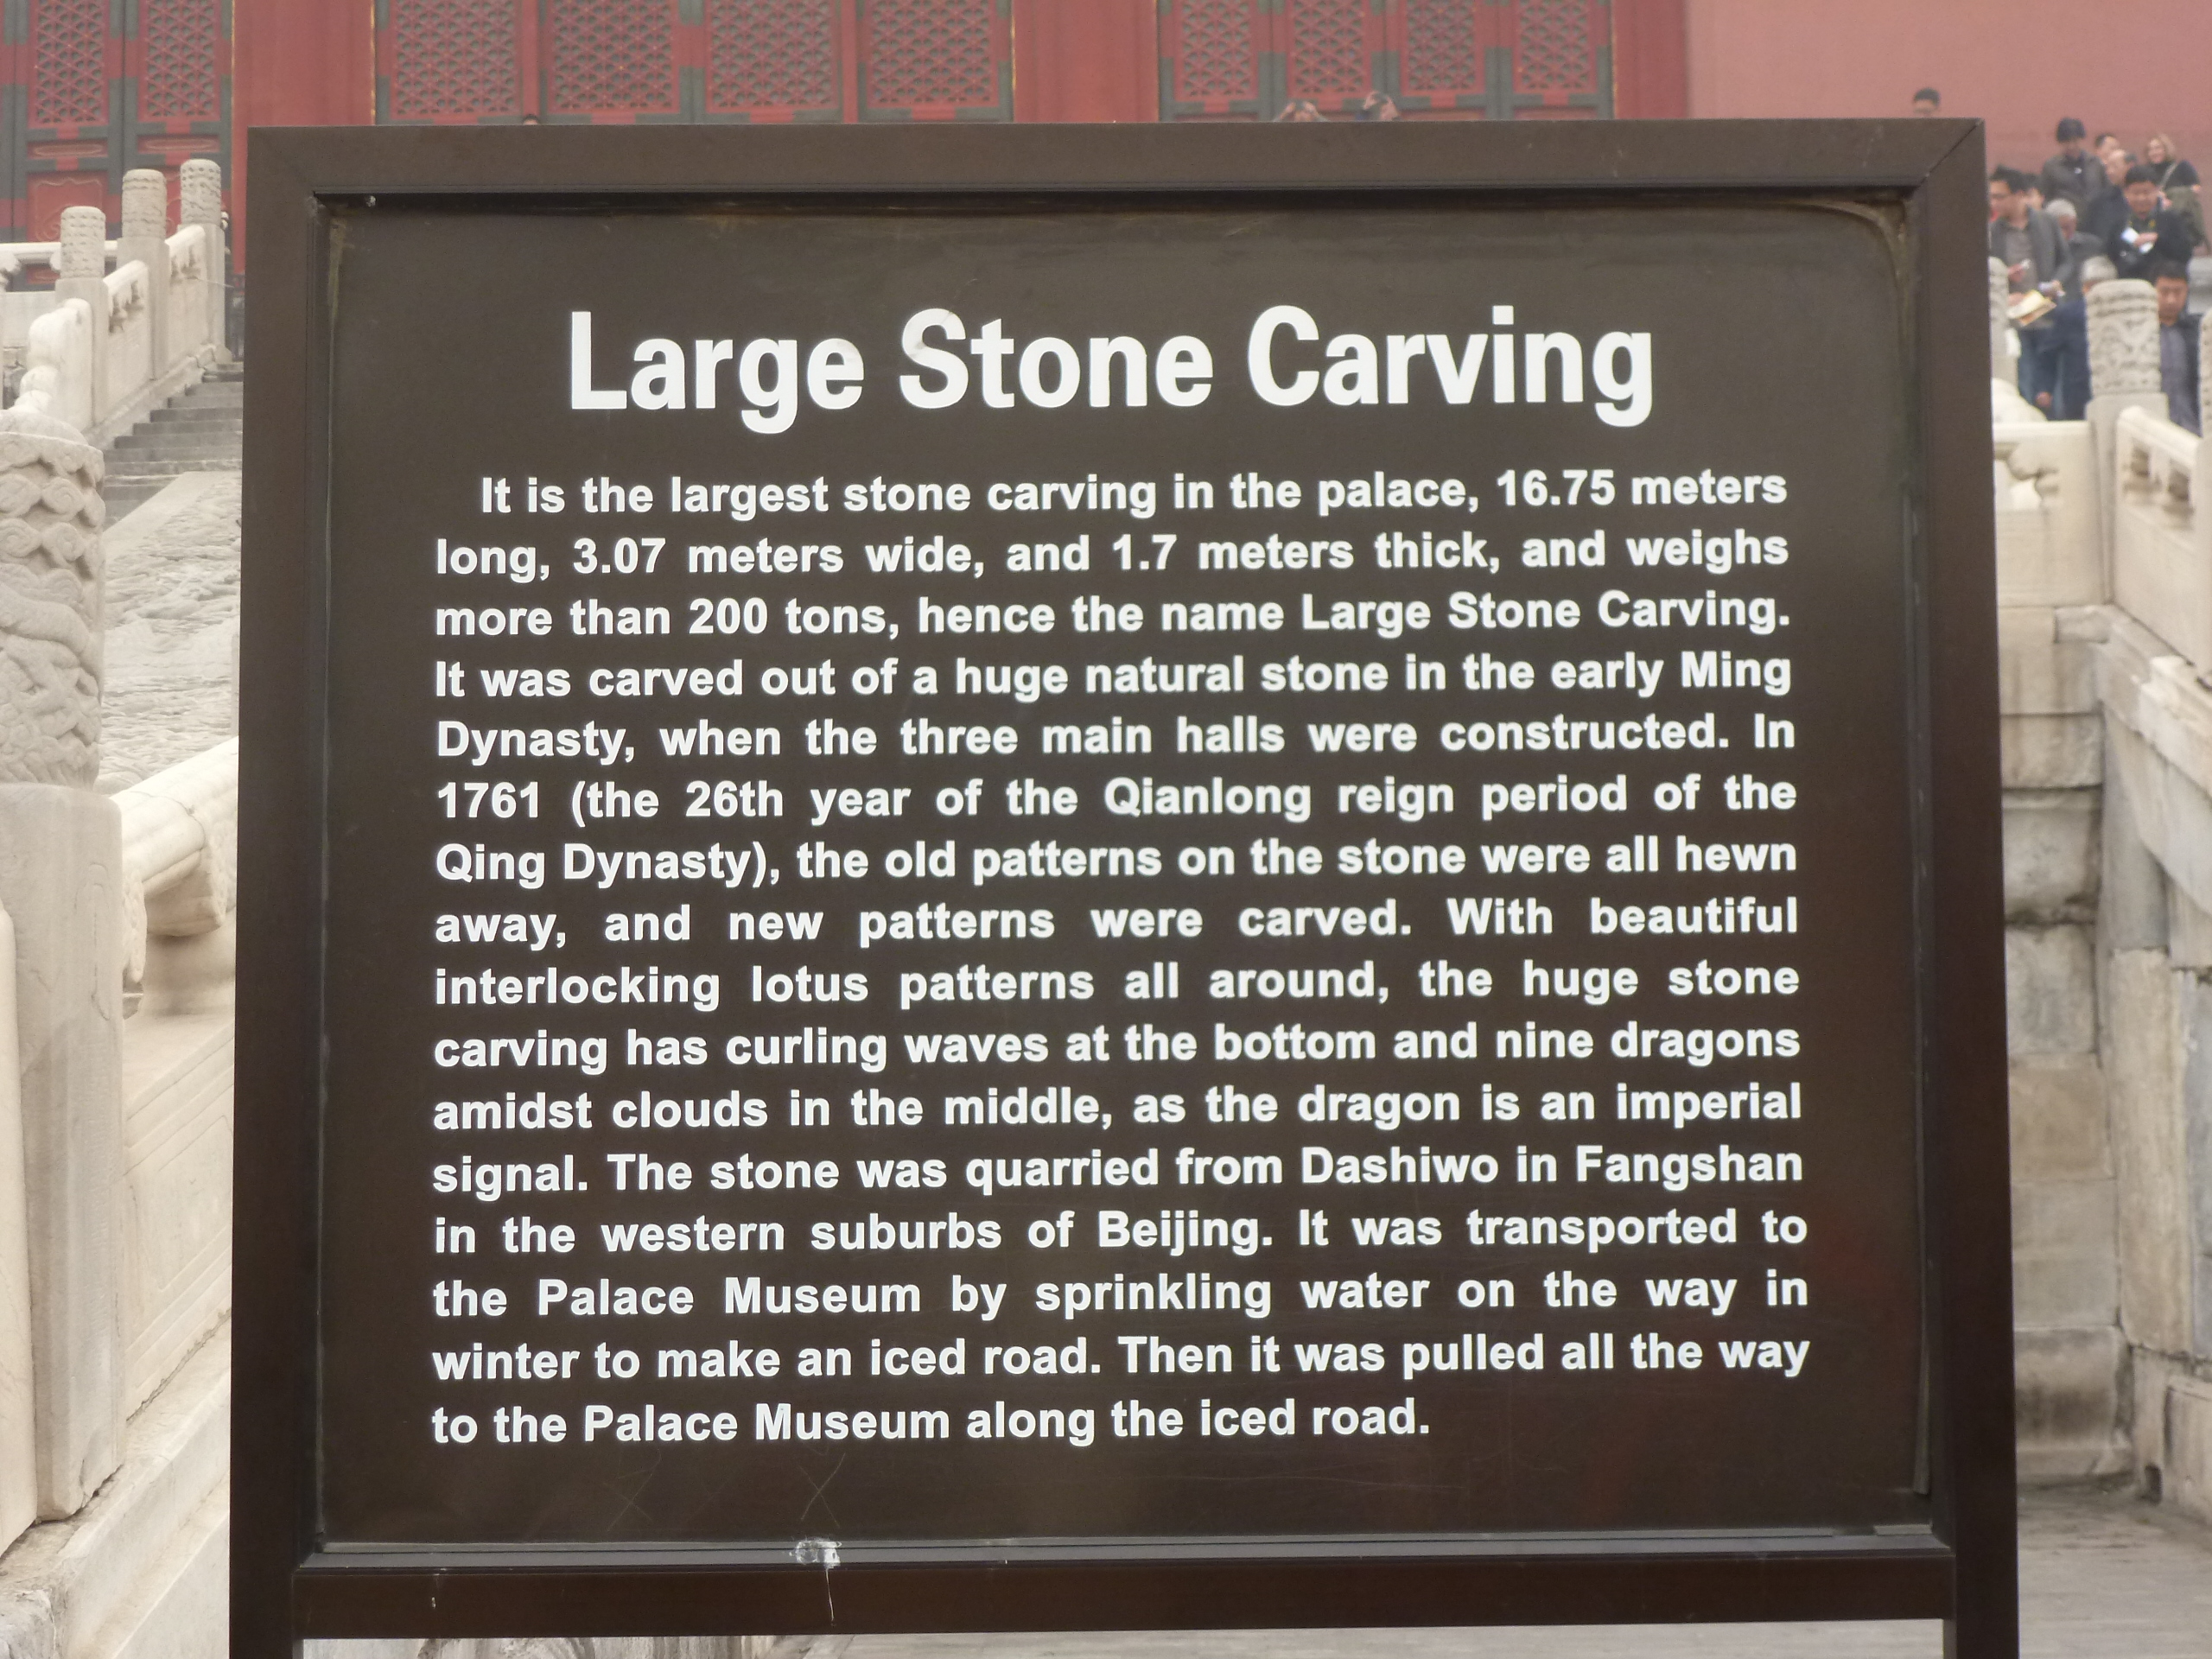 Large Stone Carving
It is the largest stone carving in the palace, 16.75 meters
long, 3.07 meters wide, and 1.7 meters thick, and weighs
more than 200 tons, hence the name Large Stone Carving.
It was carved out of a huge natural stone in the early Ming
Dynasty, when the three main halls were constructed. In
1761 (the 26th year of the Qianlong reign period of the
Qing Dynasty), the old patterns on the stone were all hewn
away, and new patterns were carved. With beautiful
interlocking lotus patterns all around, the huge stone
carving has curling waves at the bottom and nine dragons
amidst clouds in the middle, as the dragon is an imperial
signal. The stone was quarried from Dashiwo in Fangshan
in the western suburbs of Beijing. It was transported to
the Palace Museum by sprinkling water on the way in
winter to make an iced road. Then it was pulled all the way
to the Palace Museum along the iced road.